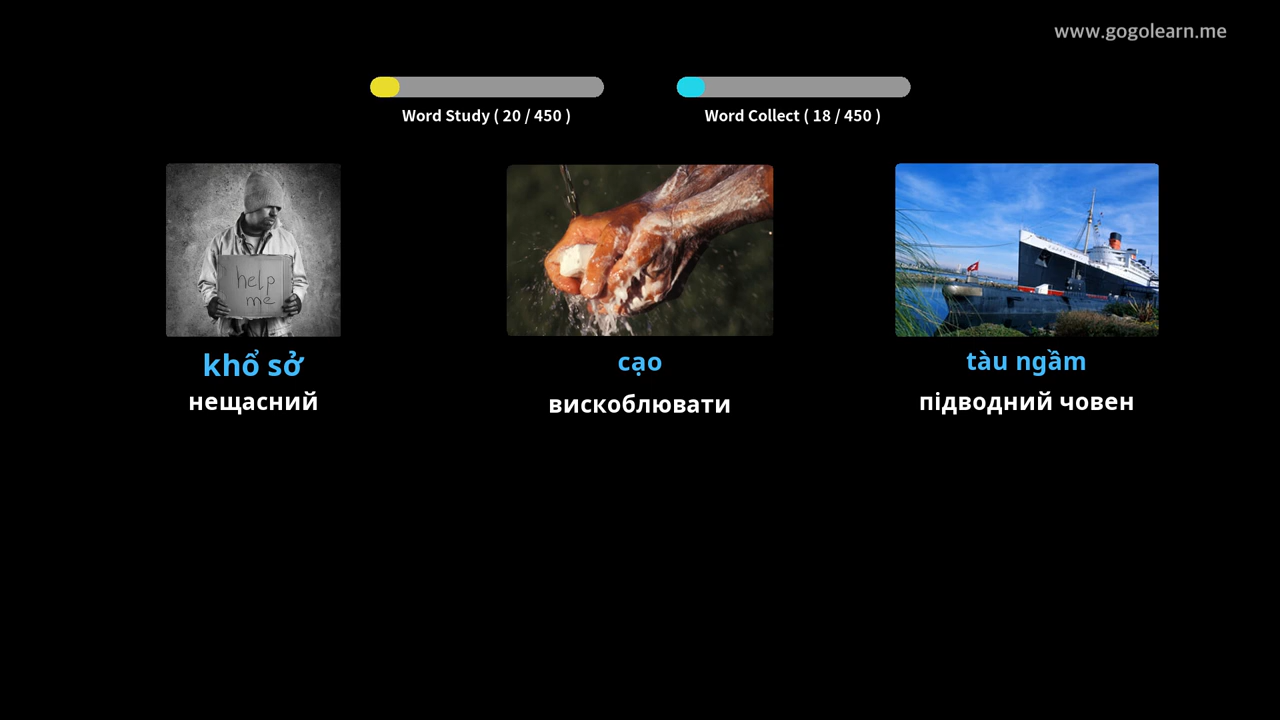 www.gogolearn.me
Word Study ( 20 / 450 )
Word Collect ( 18 / 450 )
help
me
khổ sở
cạo
tàu ngầm
нещасний
вискоблювати
підводний човен